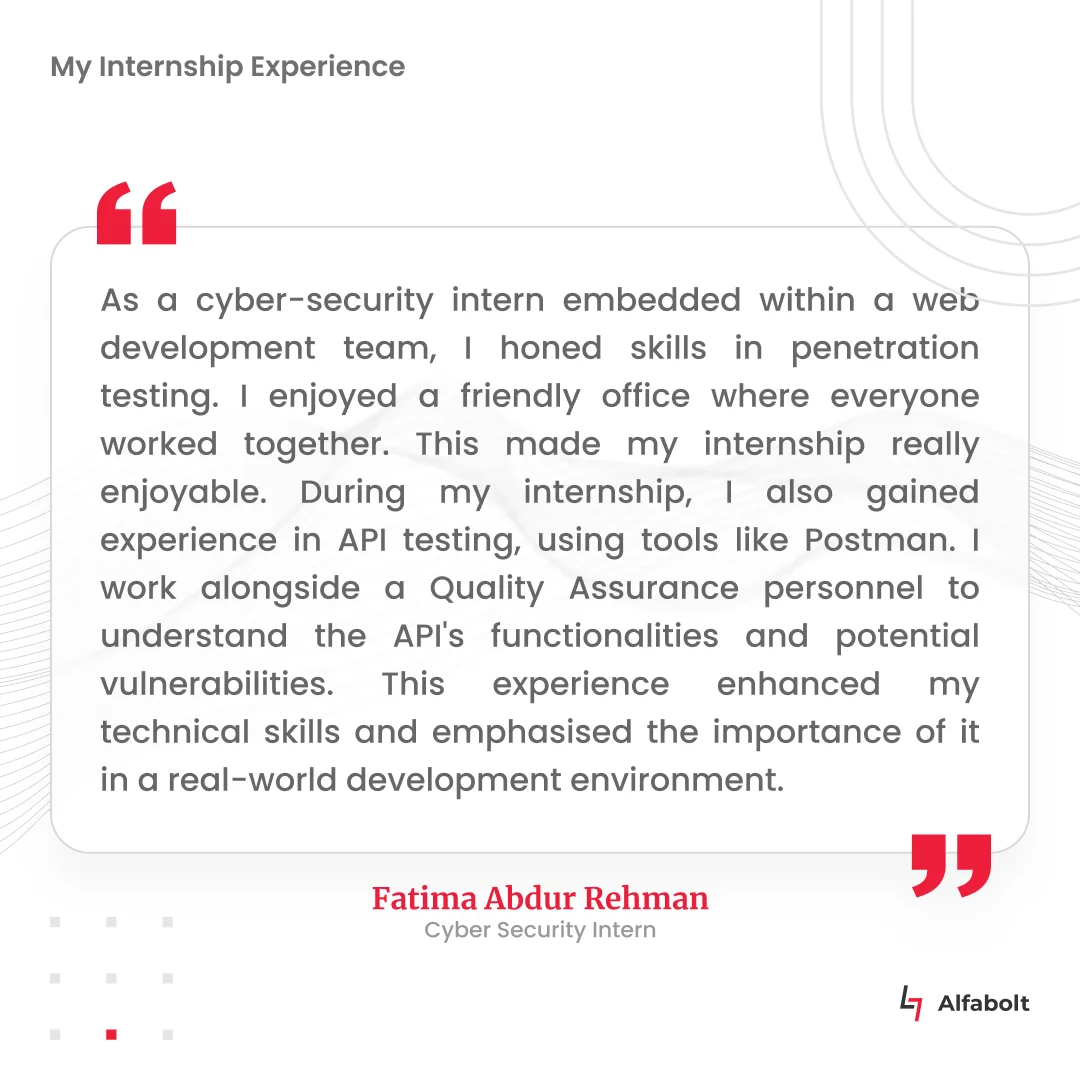 My Internship Experience
As a cyber-security intern embedded within a web
development team, I honed skills in penetration
testing. I enjoyed a friendly office where everyone
worked together. This made my internship really
enjoyable. During my internship, I also gained
experience in API testing, using tools like Postman. I
work alongside a Quality Assurance personnel to
understand the API's functionalities and potential
vulnerabilities. This experience enhanced my
technical skills and emphasised the importance of it
in a real-world development environment.
Fatima Abdur Rehman
Cyber Security Intern
Alfabolt